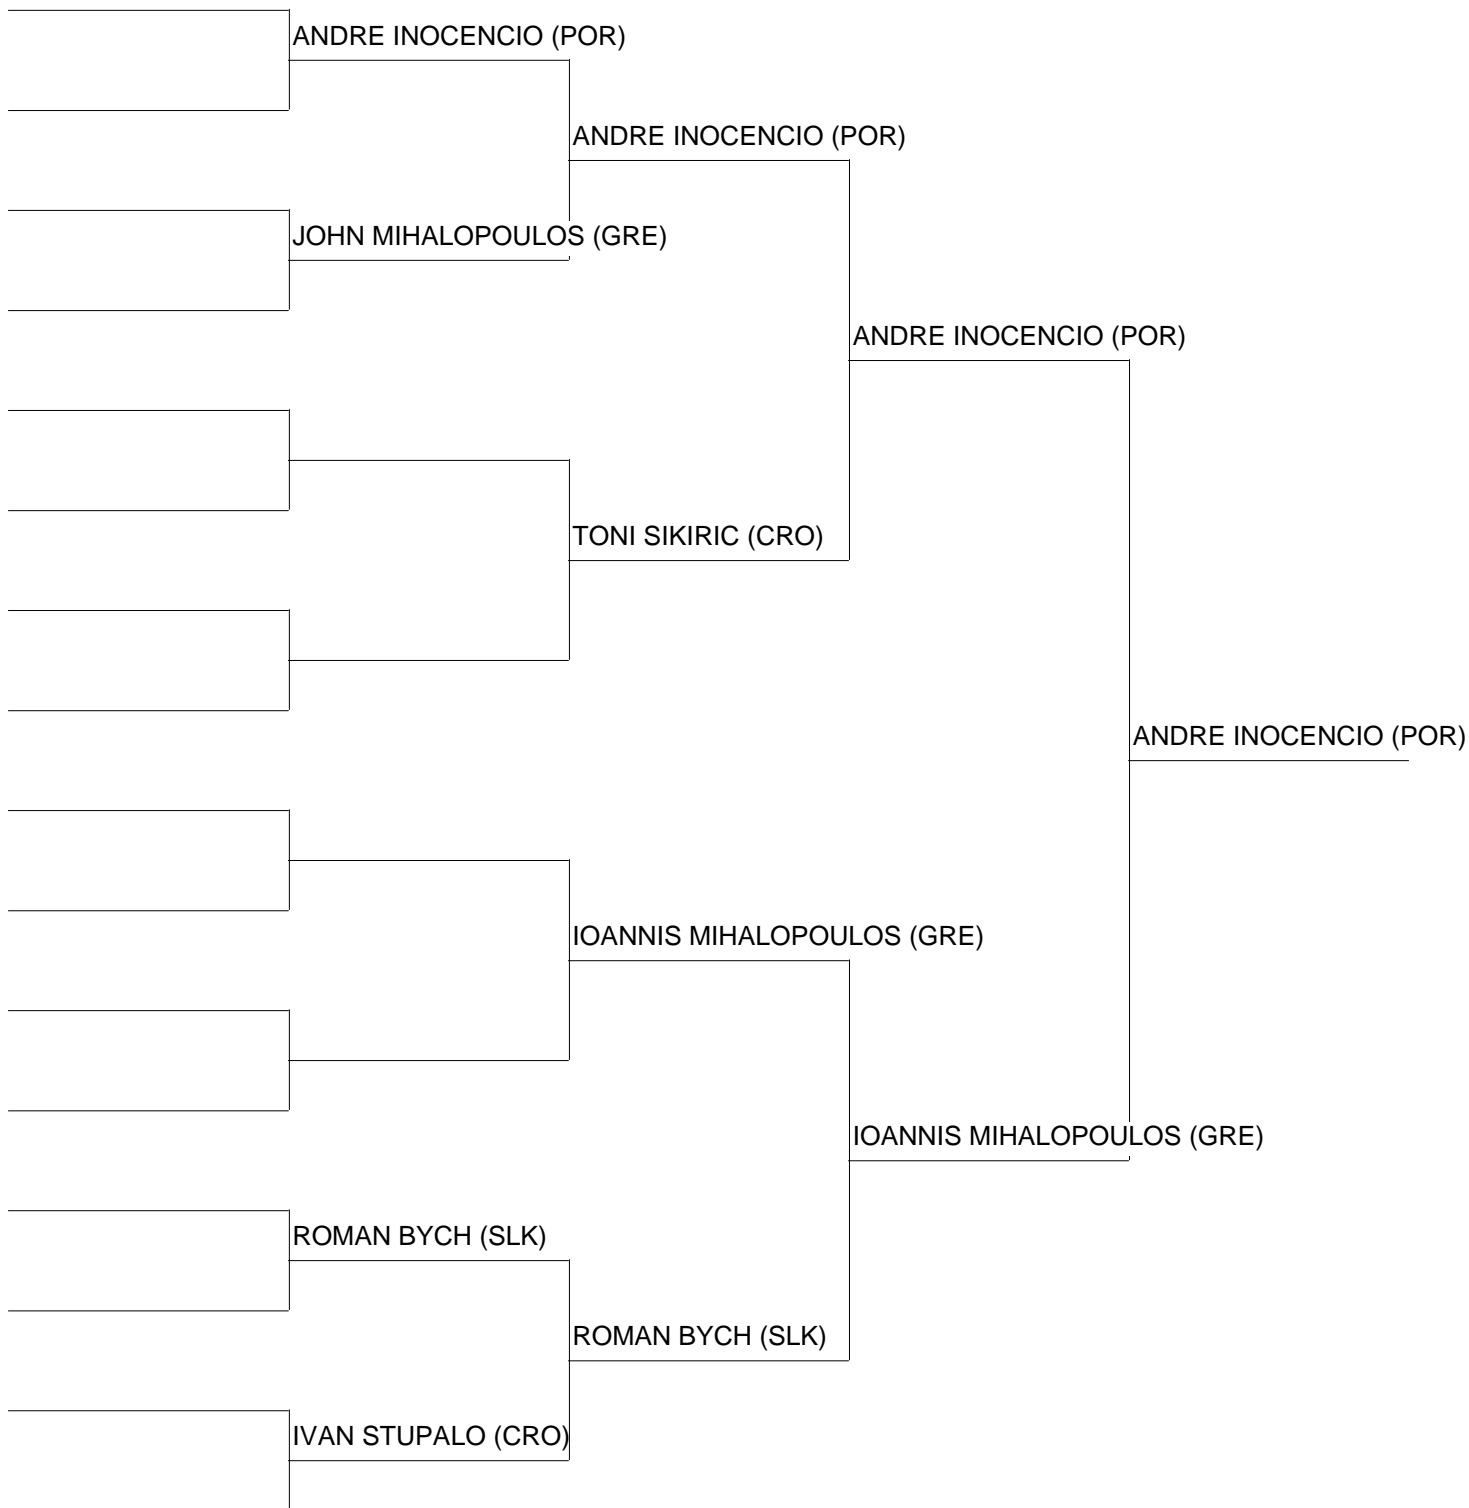 ANDRE INOCENCIO (POR)
ANDRE INOCENCIO (POR)
JOHN MIHALOPOULOS (GRE)
ANDRE INOCENCIO (POR)
TONI SIKIRIC (CRO)
ANDRE INOCENCIO (POR)
IOANNIS MIHALOPOULOS (GRE)
IOANNIS MIHALOPOULOS (GRE)
ROMAN BYCH (SLK)
ROMAN BYCH (SLK)
IVAN STUPALO (CRO)